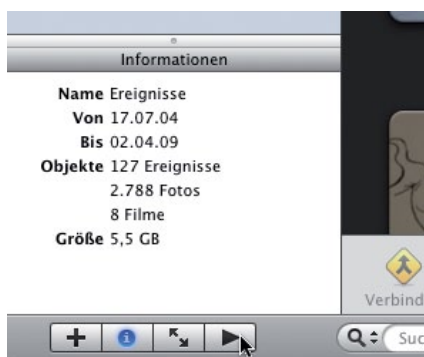 Informationen
Name Ereignisse
Von 17.07.04
Bis 02.04.09
Objekte 127 Ereignisse
2.788 Fotos
8 Filme
Größe 5,5 GB
Verbind
Suc